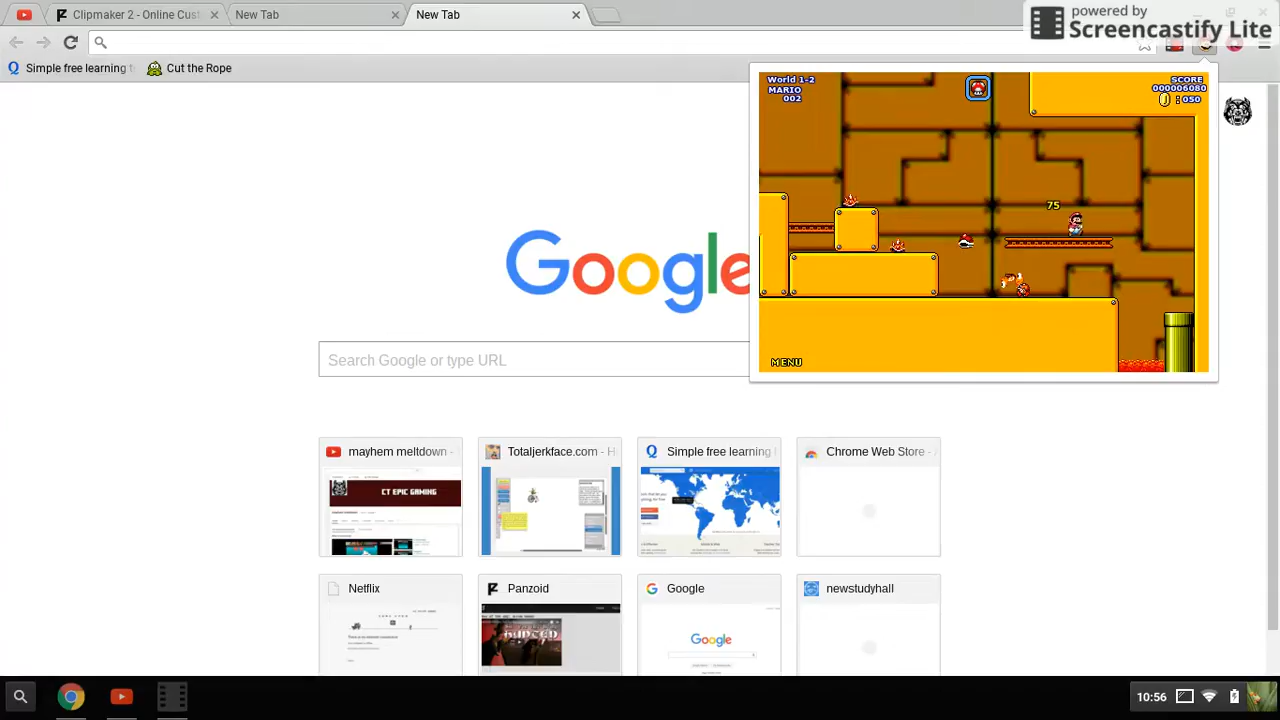 Clipmaker 2 - Online Cust
New Tab
New Tab
powered by
Screencastify Lite
Simple free learning t
Cut the Rope
World 1-2
MARIO
002
SCORE
000006080
: 050
75
MENU
Google
Search Google or type URL
mayhem meltdown -
Totaljerkface.com - H
Simple free learning
Chrome Web Store -
CT EPIC GAMING
Netflix
Panzoid
Google
newstudyhall
Google
10:56